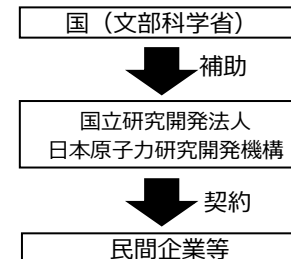 国（文部科学省）
補助
国立研究開発法人
日本原子力研究開発機構
契約
民間企業等